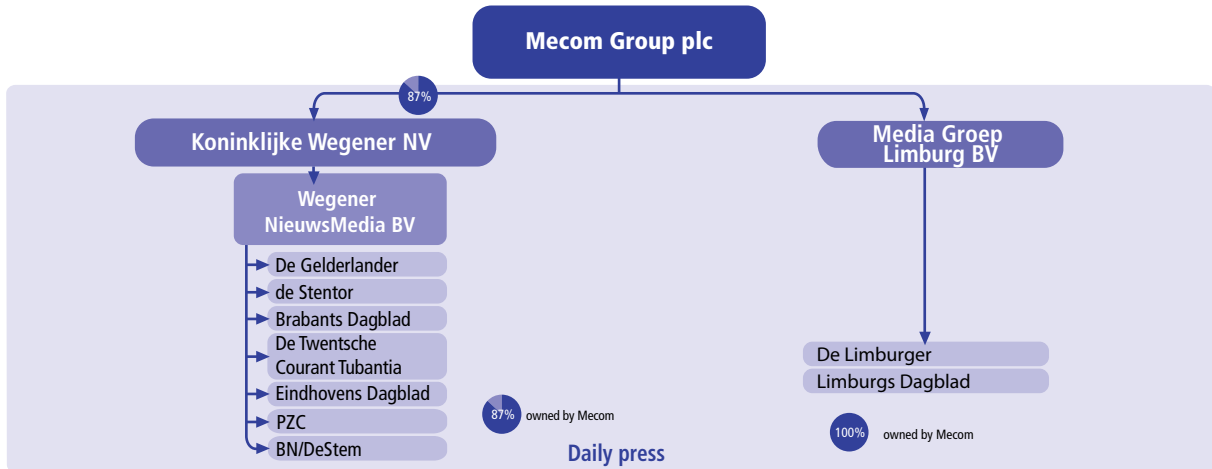 Mecom Group plc
87%
Koninklijke Wegener NV
Media Groep
Limburg BV
Wegener
NieuwsMedia BV
De Gelderlander
de Stentor
Brabants Dagblad
De Twentsche
Courant Tubantia
Eindhovens Dagblad
PZC
BN/DeStem
87% owned by Mecom
De Limburger
Limburgs Dagblad
100% owned by Mecom
Daily press